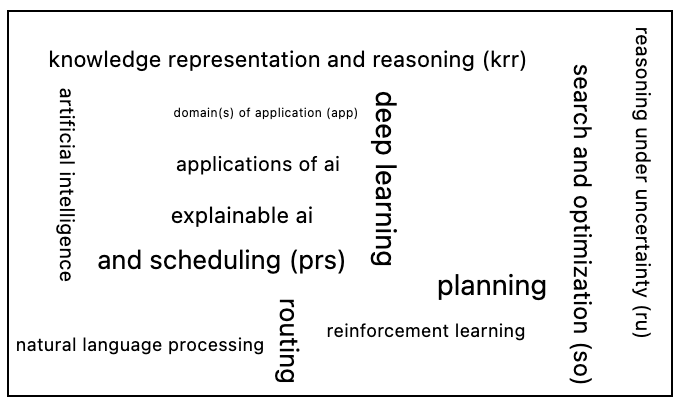 knowledge representation and reasoning (krr)
reasoning under uncertainty (ru)
search and optimization (so)
artificial intelligence
domain(s) of application (app)
deep learning
applications of ai
explainable ai
and scheduling (prs)
planning
routing
reinforcement learning
natural language processing